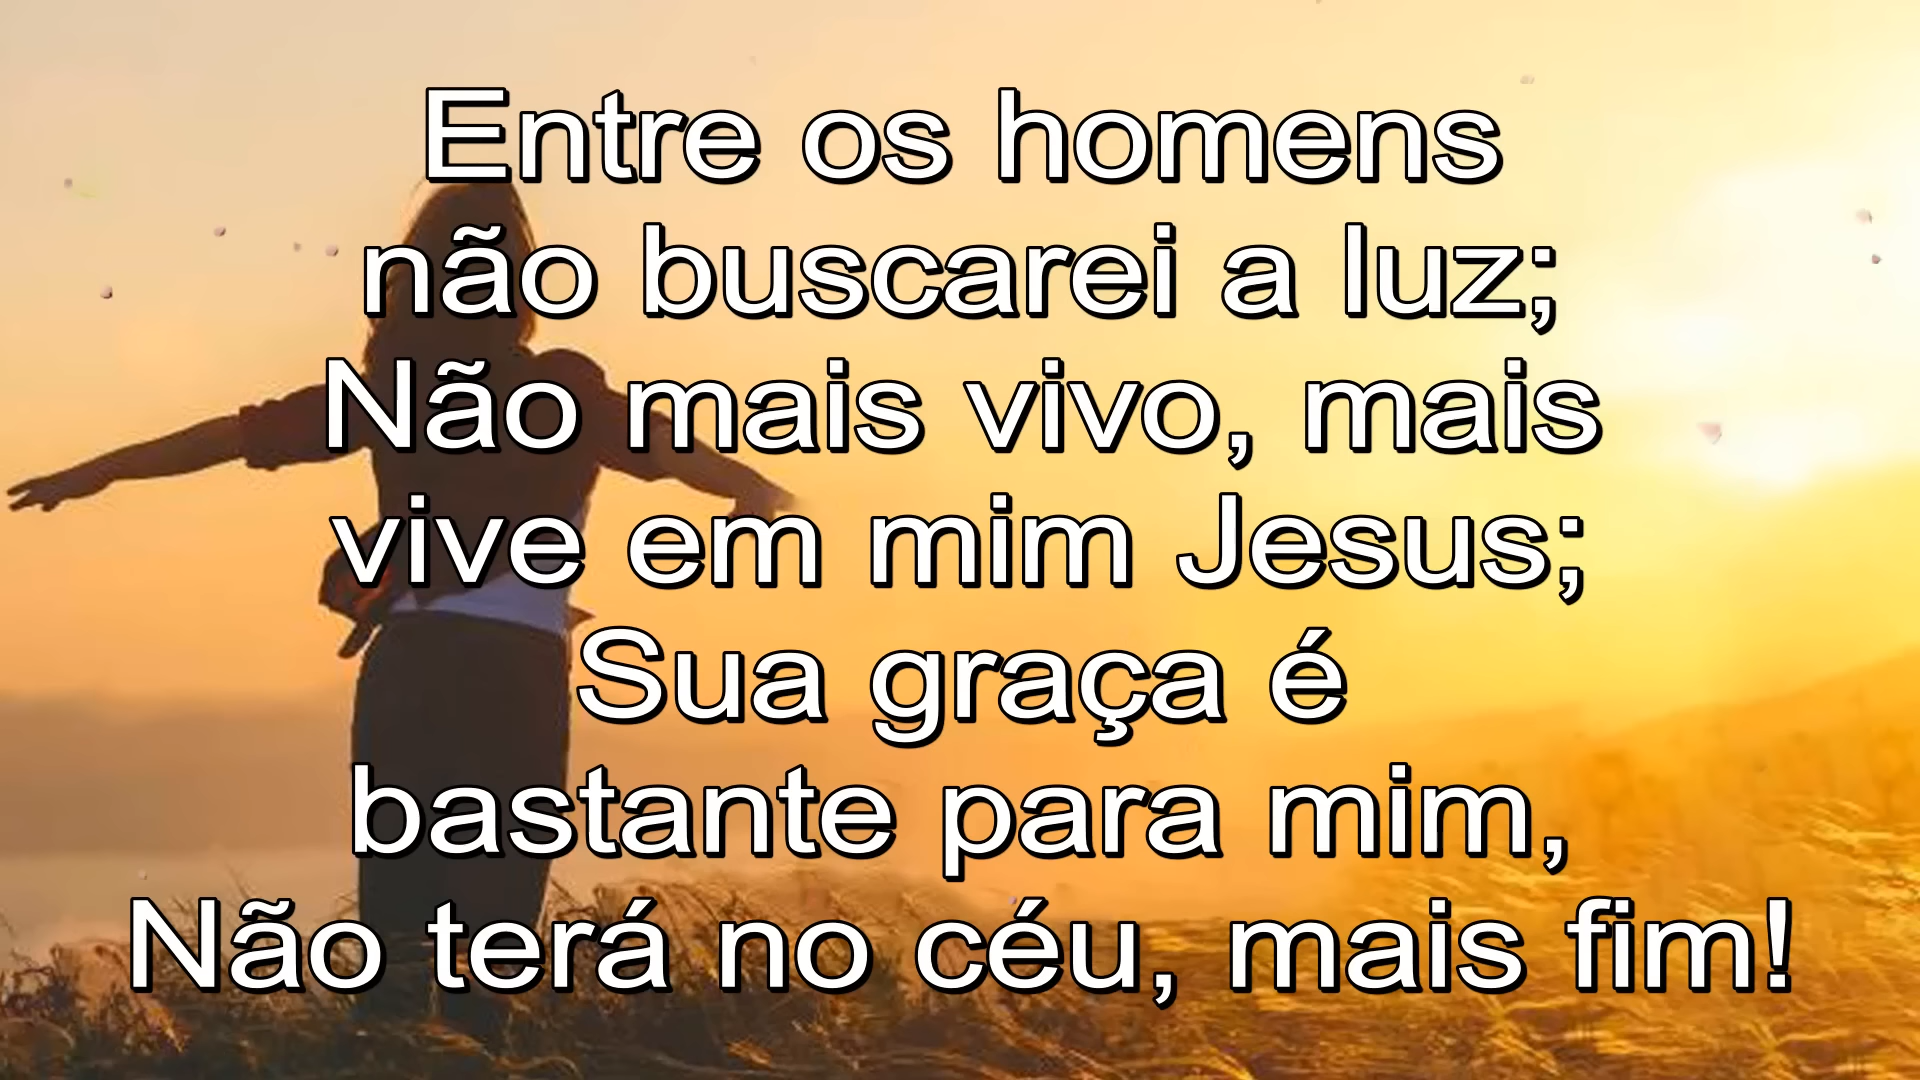 Entre os homens
não buscarei a luz;
Não mais vivo, mais
vive em mim Jesus;
Sua graça é
bastante para mim,
Não terá no céu, mais fim!